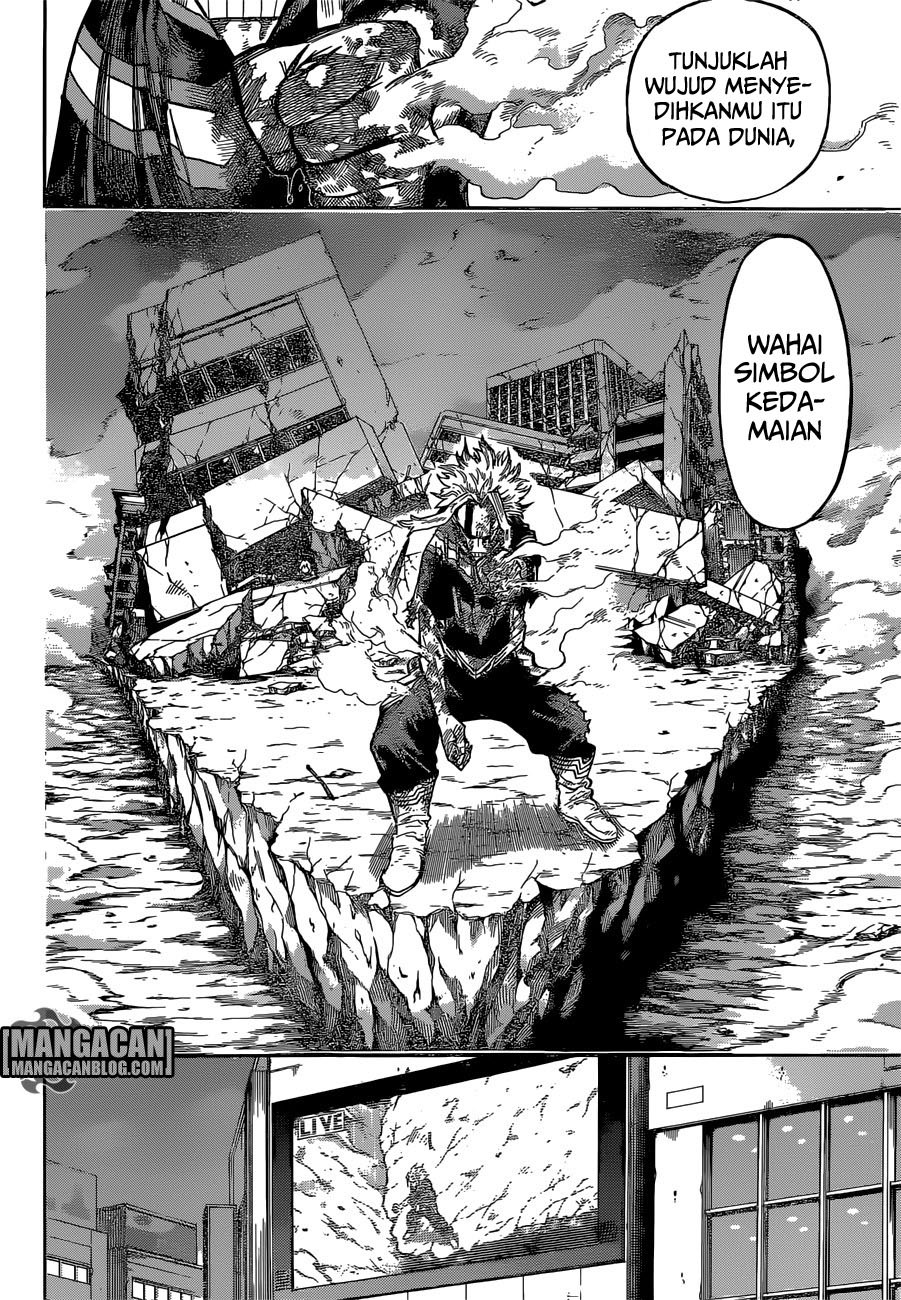 TUNJUKLAH
WUJUD MENYE-
DIHKANMU ITU
PADA DUNIA,
WAHAI
SIMBOL
KEDA-
MAIAN
MANGACAN
MANGACANBLOG.COM
LIVE